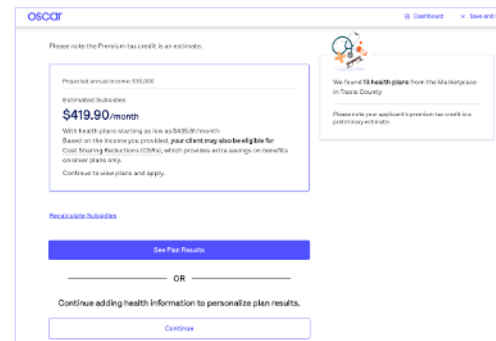 oscar
Dashboard
Save and
Please note the Premium tax credit is an estimate.
Projected annual income: $30,000
Estimated Subsidies
$419.90/month
With health plans starting as low as /month
Based on the income you provided, your client may also be eligible for
Cost Sharing Reductions (CSRs), which provides extra savings on benefits
on silver plans only.
Continue to view plans and apply.
Recalculate Subsidies
See Plan Results
OR
Continue adding health information to personalize plan results.
Continue
We found health plans from the Marketplace
in Travis County
Please note your applicant's premium tax credit is a
preliminary estimate.